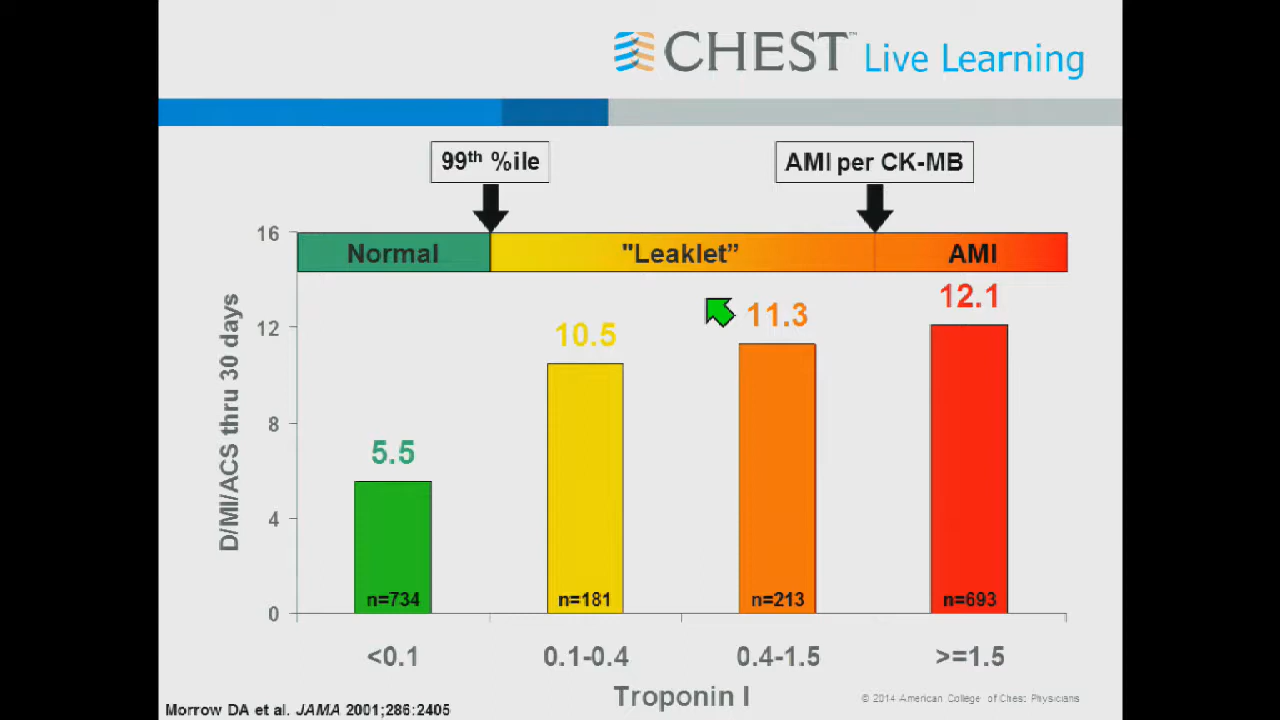 CHEST™ Live Learning
99th %ile
AMI per CK-MB
Normal
"Leaklet”
AMI
16
12
8
4
0
D/MI/ACS thru 30 days
5.5
10.5
11.3
12.1
n=734
n=181
n=213
n=693
<0.1
0.1-0.4
0.4-1.5
>=1.5
Troponin I
Morrow DA et al. JAMA 2001;286:2405
© 2014 American College of Chest Physicians